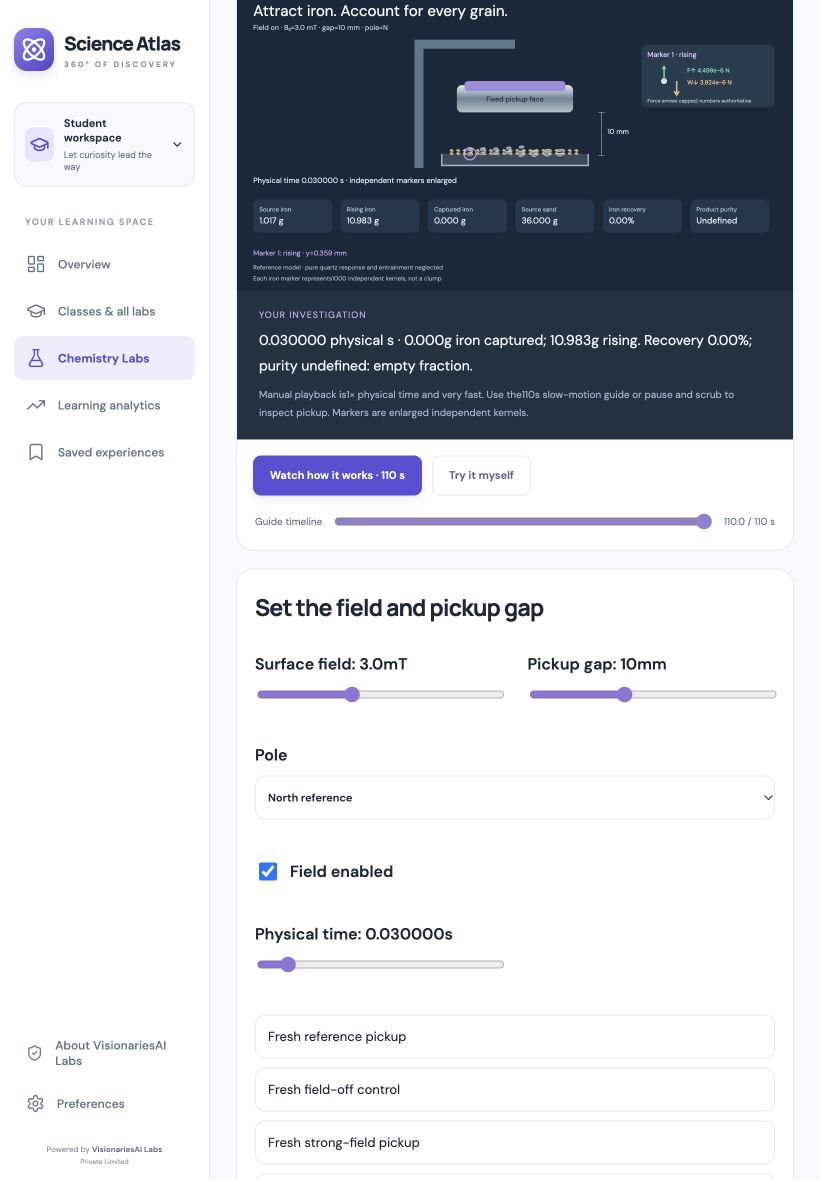 Science Atlas
360° OF DISCOVERY
Student
workspace
Let curiosity lead the
way
YOUR LEARNING SPACE
Overview
Classes & all labs
Chemistry Labs
Learning analytics
Saved experiences
About VisionariesAI
Labs
Preferences
Powered by VisionariesAI Labs
Private Limited
Attract iron. Account for every grain.
Field on · B₀=3.0 mT · gap=10 mm · pole=N
Marker 1 · rising
F↑ 4.498e-6 N
W↓ 3.924e-6 N
Force arrows capped; numbers authoritative
Fixed pickup face
10 mm
Physical time 0.030000 s · independent markers enlarged
Source iron
1.017 g
Rising iron
10.983 g
Captured iron
0.000 g
Source sand
36.000 g
Iron recovery
0.00%
Product purity
Undefined
Marker 1: rising · y=0.359 mm
Reference model · pure quartz response and entrainment neglected
Each iron marker represents1000 independent kernels, not a clump
YOUR INVESTIGATION
0.030000 physical s · 0.000g iron captured; 10.983g rising. Recovery 0.00%;
purity undefined: empty fraction.
Manual playback is1× physical time and very fast. Use the110s slow-motion guide or pause and scrub to
inspect pickup. Markers are enlarged independent kernels.
Watch how it works · 110 s
Try it myself
Guide timeline
110.0 / 110 s
Set the field and pickup gap
Surface field: 3.0mT
Pickup gap: 10mm
Pole
North reference
Field enabled
Physical time: 0.030000s
Fresh reference pickup
Fresh field-off control
Fresh strong-field pickup